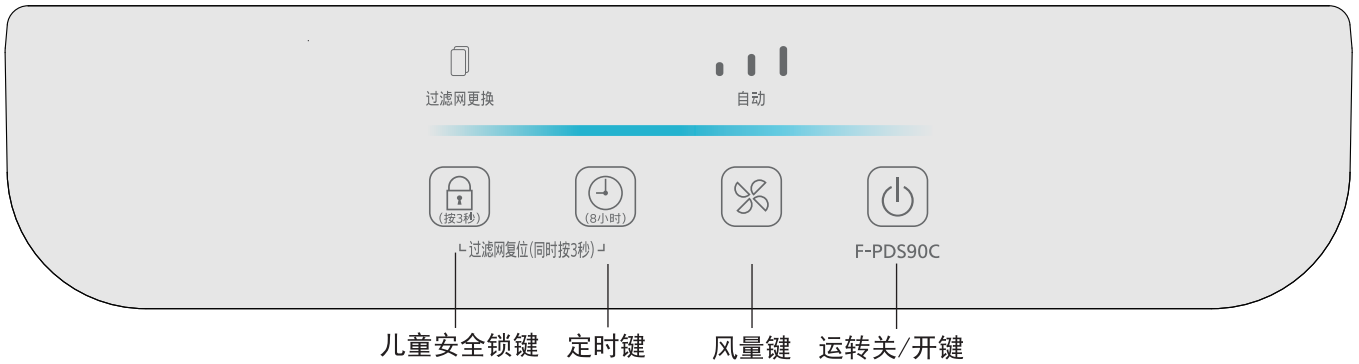 过滤网更换
自动
(按3秒)
(8小时)
过滤网复位(同时按3秒)
F-PDS90C
儿童安全锁键
定时键
风量键
运转关/开键